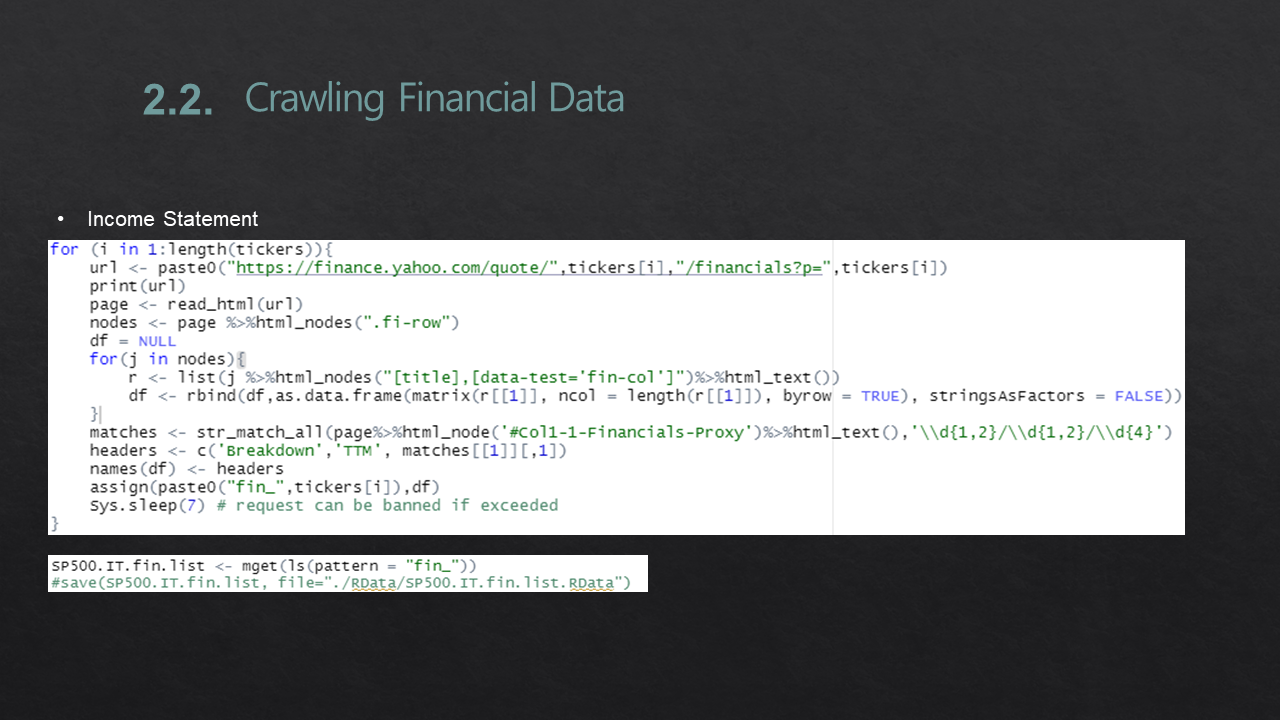 2.2. Crawling Financial Data
• Income Statement
for (i in 1:length(tickers)){
    url <- paste0("https://finance.yahoo.com/quote/",tickers[i],"/financials?p=",tickers[i])
    print(url)
    page <- read_html(url)
    nodes <- page %>%html_nodes(".fi-row")
    df = NULL
    for(j in nodes){
        r <- list(j %>%html_nodes("[title],[data-test='fin-col']")%>%html_text())
        df <- rbind(df,as.data.frame(matrix(r[[1]], ncol = length(r[[1]]), byrow = TRUE), stringsAsFactors = FALSE))
    }
    matches <- str_match_all(page%>%html_node('#Col1-1-Financials-Proxy')%>%html_text(),'\\d{1,2}/\\d{1,2}/\\d{4}')
    headers <- c('Breakdown','TTM', matches[[1]][,1])
    names(df) <- headers
    assign(paste0("fin_",tickers[i]),df)
    Sys.sleep(7) # request can be banned if exceeded
}
SP500.IT.fin.list <- mget(ls(pattern = "fin_"))
#save(SP500.IT.fin.list, file="./RData/SP500.IT.fin.list.RData")